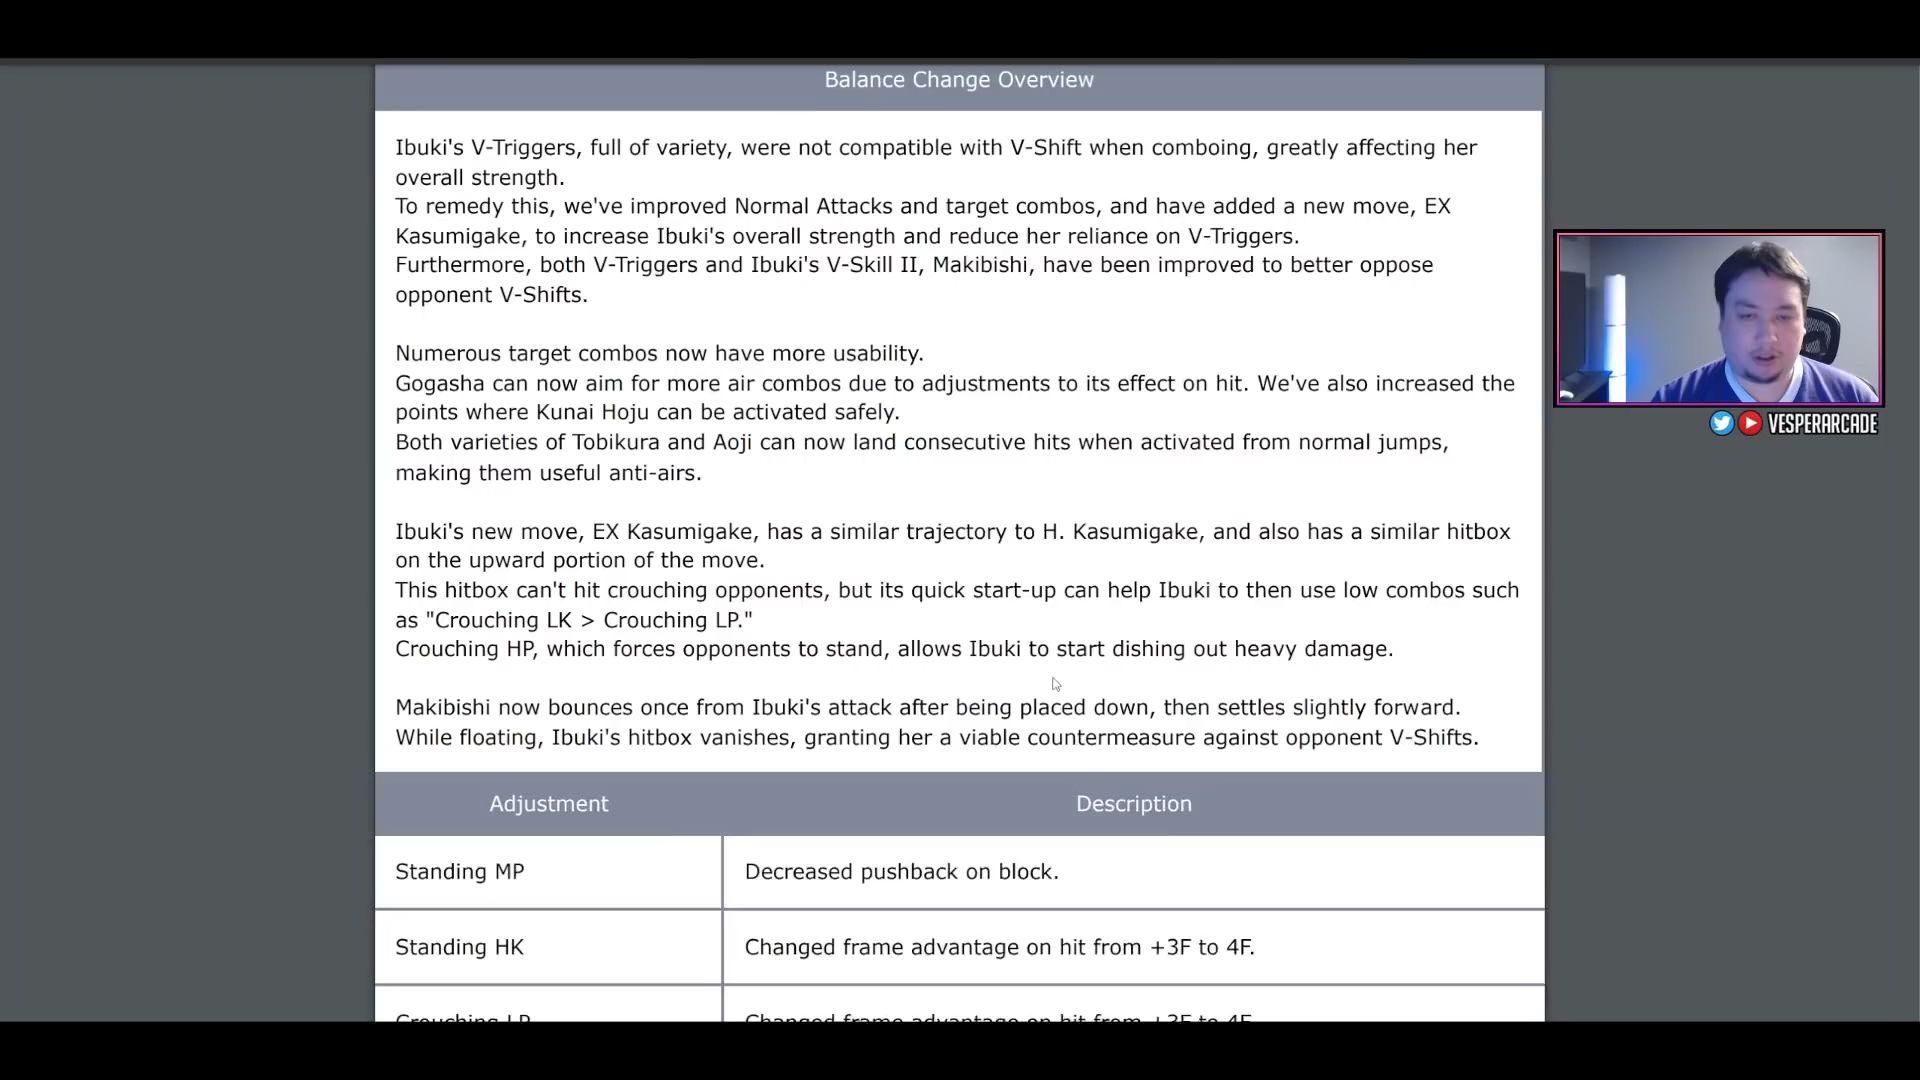 Balance Change Overview
Ibuki's V-Triggers, full of variety, were not compatible with V-Shift when comboing, greatly affecting her
overall strength.
To remedy this, we've improved Normal Attacks and target combos, and have added a new move, EX
Kasumigake, to increase Ibuki's overall strength and reduce her reliance on V-Triggers.
Furthermore, both V-Triggers and Ibuki's V-Skill II, Makibishi, have been improved to better oppose
opponent V-Shifts.
Numerous target combos now have more usability.
Gogasha can now aim for more air combos due to adjustments to its effect on hit. We've also increased the
points where Kunai Hoju can be activated safely.
Both varieties of Tobikura and Aoji can now land consecutive hits when activated from normal jumps,
making them useful anti-airs.
Ibuki's new move, EX Kasumigake, has a similar trajectory to H. Kasumigake, and also has a similar hitbox
on the upward portion of the move.
This hitbox can't hit crouching opponents, but its quick start-up can help Ibuki to then use low combos such
as "Crouching LK > Crouching LP."
Crouching HP, which forces opponents to stand, allows Ibuki to start dishing out heavy damage.
Makibishi now bounces once from Ibuki's attack after being placed down, then settles slightly forward.
While floating, Ibuki's hitbox vanishes, granting her a viable countermeasure against opponent V-Shifts.
Adjustment Description
Standing MP Decreased pushback on block.
Standing HK Changed frame advantage on hit from +3F to 4F.
Crouching LP Changed frame advantage on hit from +3F to 4F.
VESPERARCADE